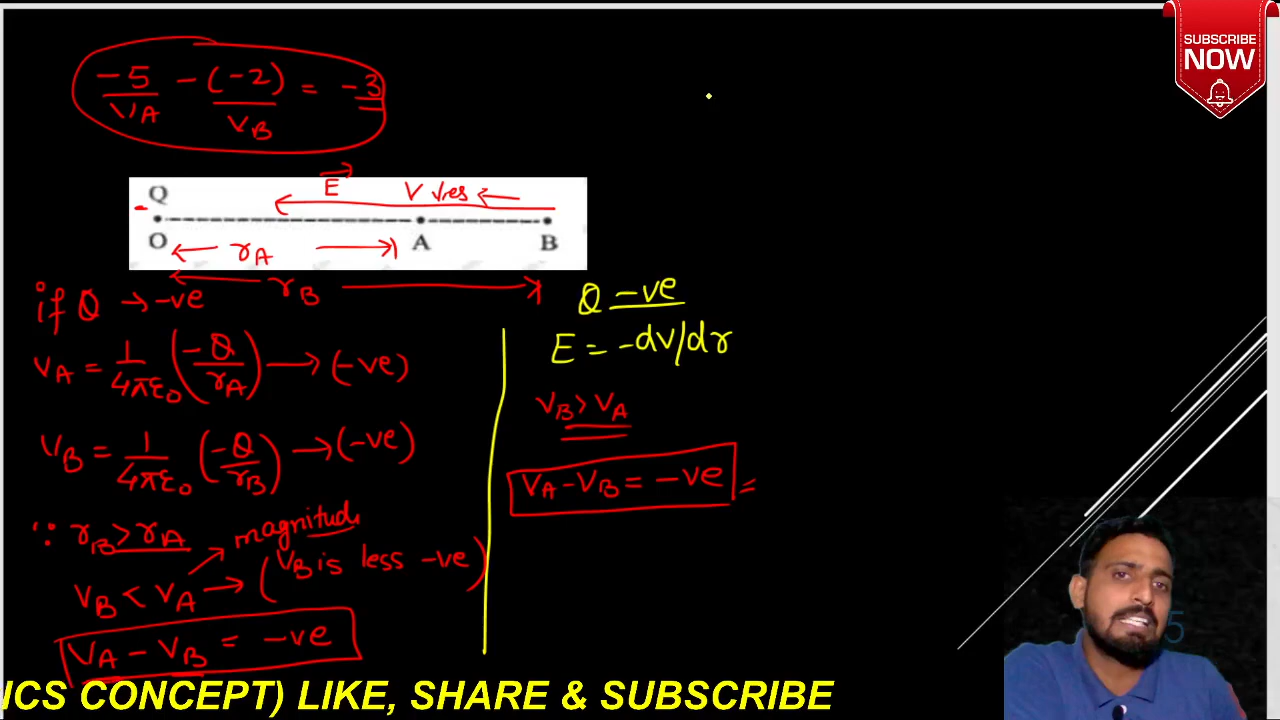 SUBSCRIBE
NOW
-5/VA - (-2)/VB = -3
E
V ↓res ←
Q
-
O
A
B
← rA →
← rB →
if Q → -ve
VA = 1/4πε0 (-Q/rA) → (-ve)
VB = 1/4πε0 (-Q/rB) → (-ve)
∵ rB > rA
magnitude
VB < VA → (VB is less -ve)
VA - VB = -ve
Q -ve
E = -dV/dr
VB > VA
VA - VB = -ve =
ICS CONCEPT) LIKE, SHARE & SUBSCRIBE